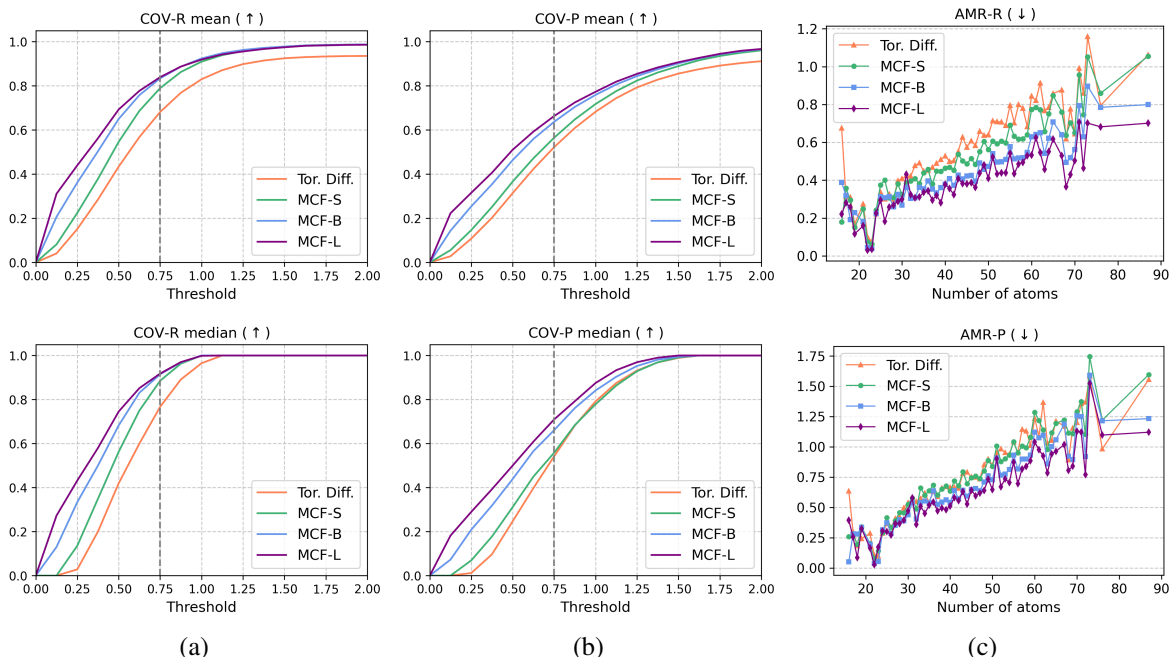 COV-R mean (↑)
1.0
0.8
0.6
0.4
0.2
0.0
0.00 0.25 0.50 0.75 1.00 1.25 1.50 1.75 2.00
Threshold
Tor. Diff.
MCF-S
MCF-B
MCF-L
COV-P mean (↑)
1.0
0.8
0.6
0.4
0.2
0.0
0.00 0.25 0.50 0.75 1.00 1.25 1.50 1.75 2.00
Threshold
Tor. Diff.
MCF-S
MCF-B
MCF-L
AMR-R (↓)
1.2
1.0
0.8
0.6
0.4
0.2
0.0
20 30 40 50 60 70 80 90
Number of atoms
Tor. Diff.
MCF-S
MCF-B
MCF-L
COV-R median (↑)
1.0
0.8
0.6
0.4
0.2
0.0
0.00 0.25 0.50 0.75 1.00 1.25 1.50 1.75 2.00
Threshold
Tor. Diff.
MCF-S
MCF-B
MCF-L
COV-P median (↑)
1.0
0.8
0.6
0.4
0.2
0.0
0.00 0.25 0.50 0.75 1.00 1.25 1.50 1.75 2.00
Threshold
Tor. Diff.
MCF-S
MCF-B
MCF-L
AMR-P (↓)
1.75
1.50
1.25
1.00
0.75
0.50
0.25
0.00
20 30 40 50 60 70 80 90
Number of atoms
Tor. Diff.
MCF-S
MCF-B
MCF-L
(a) (b) (c)